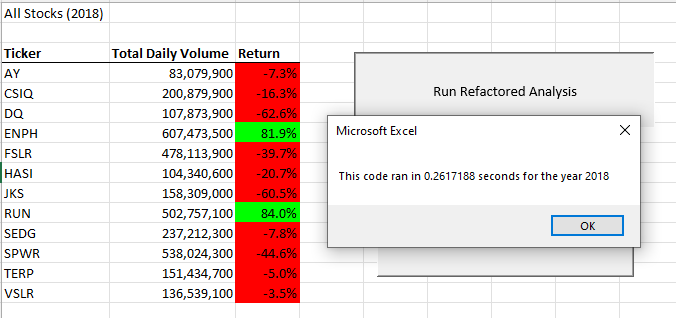 All Stocks (2018)
Ticker Total Daily Volume Return
AY 83,079,900 -7.3%
CSIQ 200,879,900 -16.3%
DQ 107,873,900 -62.6%
ENPH 607,473,500 81.9%
FSLR 478,113,900 -39.7%
HASI 104,340,600 -20.7%
JKS 158,309,000 -60.5%
RUN 502,757,100 84.0%
SEDG 237,212,300 -7.8%
SPWR 538,024,300 -44.6%
TERP 151,434,700 -5.0%
VSLR 136,539,100 -3.5%
Run Refactored Analysis
Microsoft Excel
This code ran in 0.2617188 seconds for the year 2018
OK